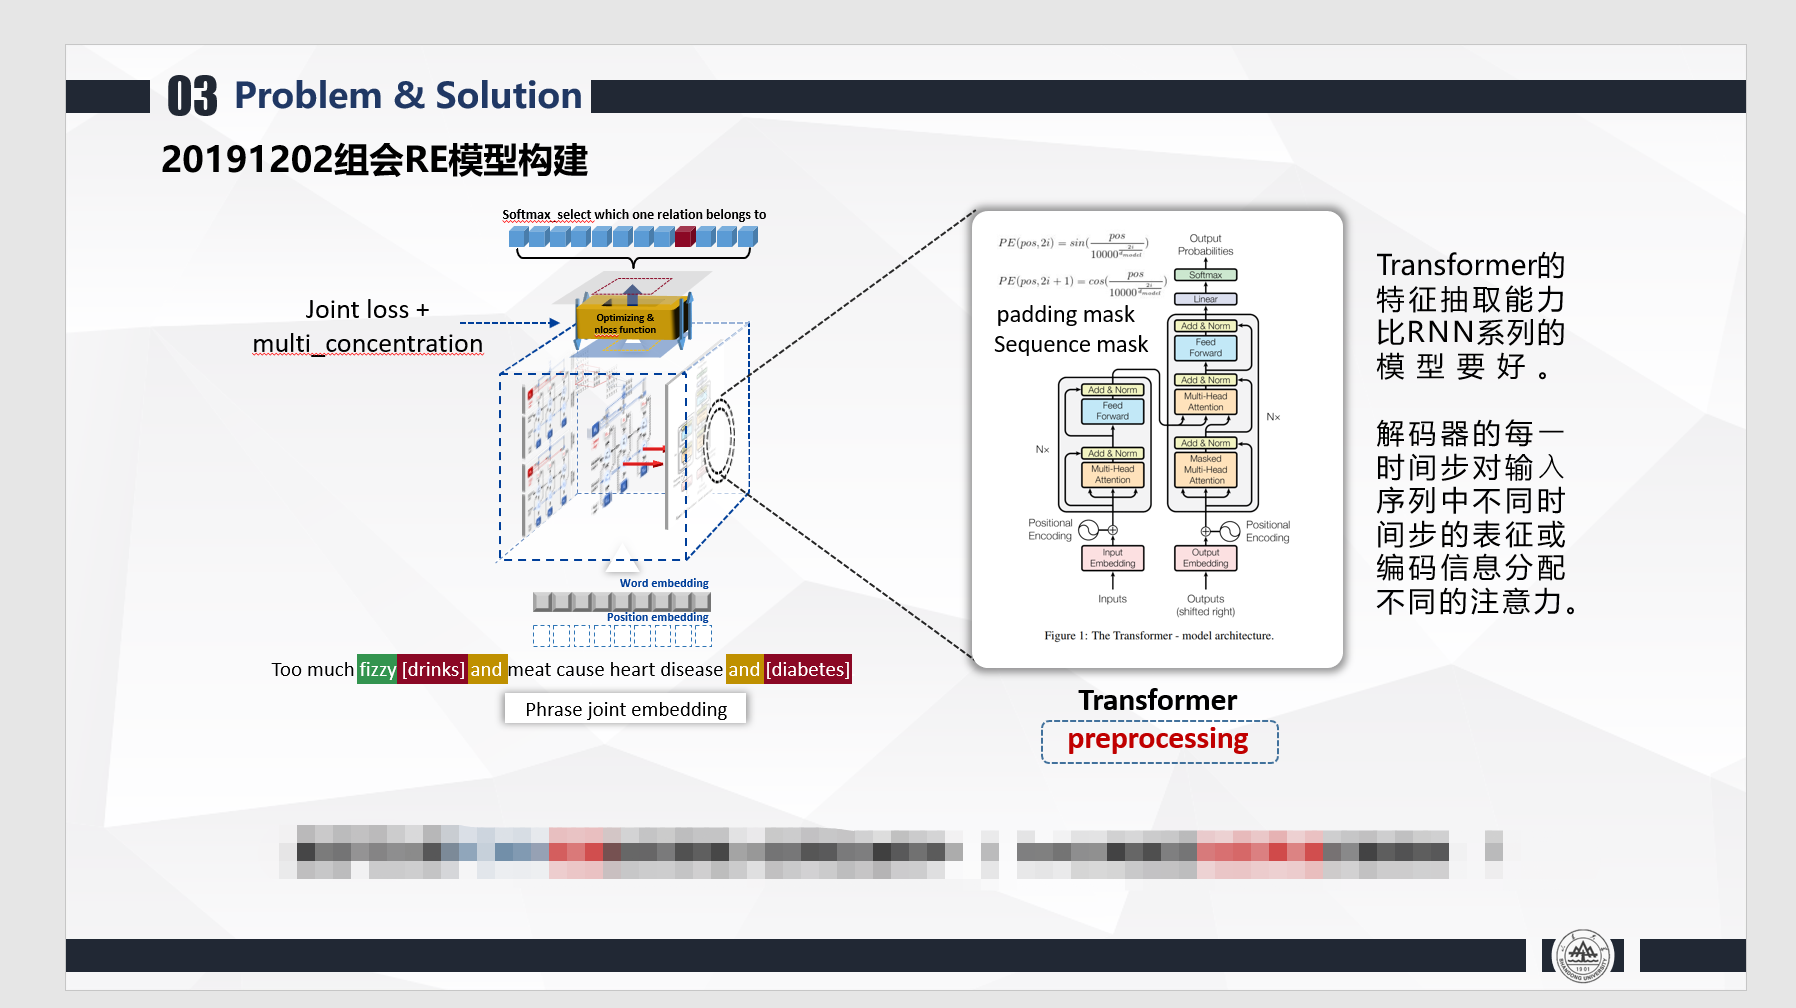 03 Problem & Solution
20191202组会RE模型构建
Softmax_select which one relation belongs to
Joint loss +
multi_concentration
Optimizing &
nloss function
Word embedding
Position embedding
Too much fizzy [drinks] and meat cause heart disease and [diabetes]
Phrase joint embedding
PE(pos, 2i) = sin(pos / 10000^{2i/d_{model}})
PE(pos, 2i + 1) = cos(pos / 10000^{2i/d_{model}})
padding mask
Sequence mask
Output
Probabilities
Softmax
Linear
Add & Norm
Feed
Forward
Add & Norm
Multi-Head
Attention
Add & Norm
Masked
Multi-Head
Attention
N×
Add & Norm
Feed
Forward
Add & Norm
Multi-Head
Attention
N×
Positional
Encoding
Positional
Encoding
Input
Embedding
Output
Embedding
Inputs
Outputs
(shifted right)
Figure 1: The Transformer - model architecture.
Transformer
preprocessing
Transformer的
特征抽取能力
比RNN系列的
模型要好。
解码器的每一
时间步对输入
序列中不同时
间步的表征或
编码信息分配
不同的注意力。
SHANDONG UNIVERSITY
1901